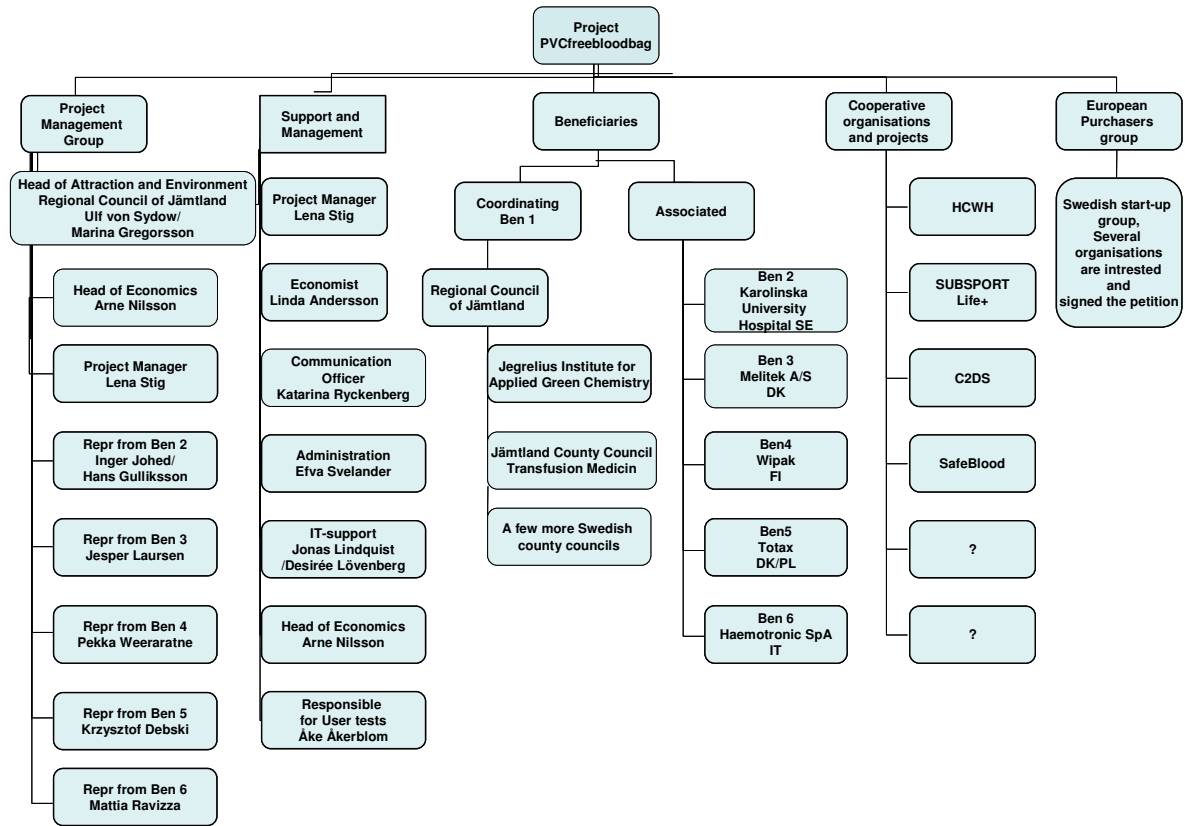 Project
PVCfreebloodbag
Project
Management
Group
Support and
Management
Beneficiaries
Cooperative
organisations
and projects
European
Purchasers
group
Head of Attraction and Environment
Regional Council of Jämtland
Ulf von Sydow/
Marina Gregorsson
Head of Economics
Arne Nilsson
Project Manager
Lena Stig
Repr from Ben 2
Inger Johed/
Hans Gulliksson
Repr from Ben 3
Jesper Laursen
Repr from Ben 4
Pekka Weeraratne
Repr from Ben 5
Krzysztof Debski
Repr from Ben 6
Mattia Ravizza
Project Manager
Lena Stig
Economist
Linda Andersson
Communication
Officer
Katarina Ryckenberg
Administration
Efva Svelander
IT-support
Jonas Lindquist
/Desirée Lövenberg
Head of Economics
Arne Nilsson
Responsible
for User tests
Åke Åkerblom
Coordinating
Ben 1
Regional Council
of Jämtland
Jegrelius Institute for
Applied Green Chemistry
Jämtland County Council
Transfusion Medicin
A few more Swedish
county councils
Associated
Ben 2
Karolinska
University
Hospital SE
Ben 3
Melitek A/S
DK
Ben4
Wipak
FI
Ben5
Totax
DK/PL
Ben 6
Haemotronic SpA
IT
HCWH
SUBSPORT
Life+
C2DS
SafeBlood
?
?
Swedish start-up
group,
Several
organisations
are intrested
and
signed the petition